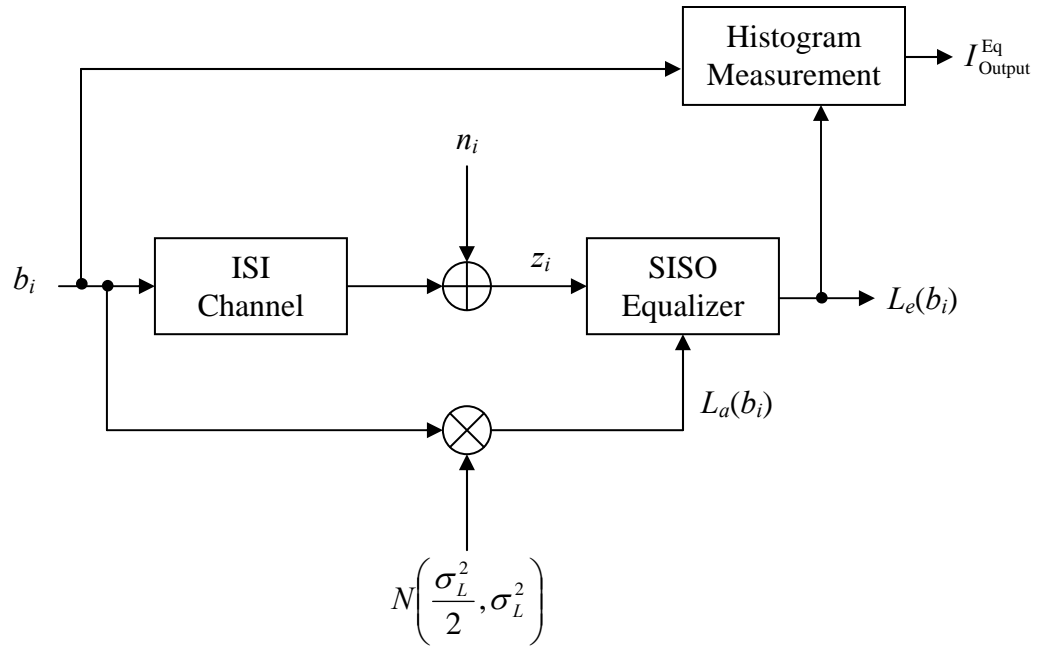 Histogram
Measurement
I_Output^Eq
n_i
b_i
ISI
Channel
z_i
SISO
Equalizer
L_e(b_i)
L_a(b_i)
N(σ_L^2/2, σ_L^2)